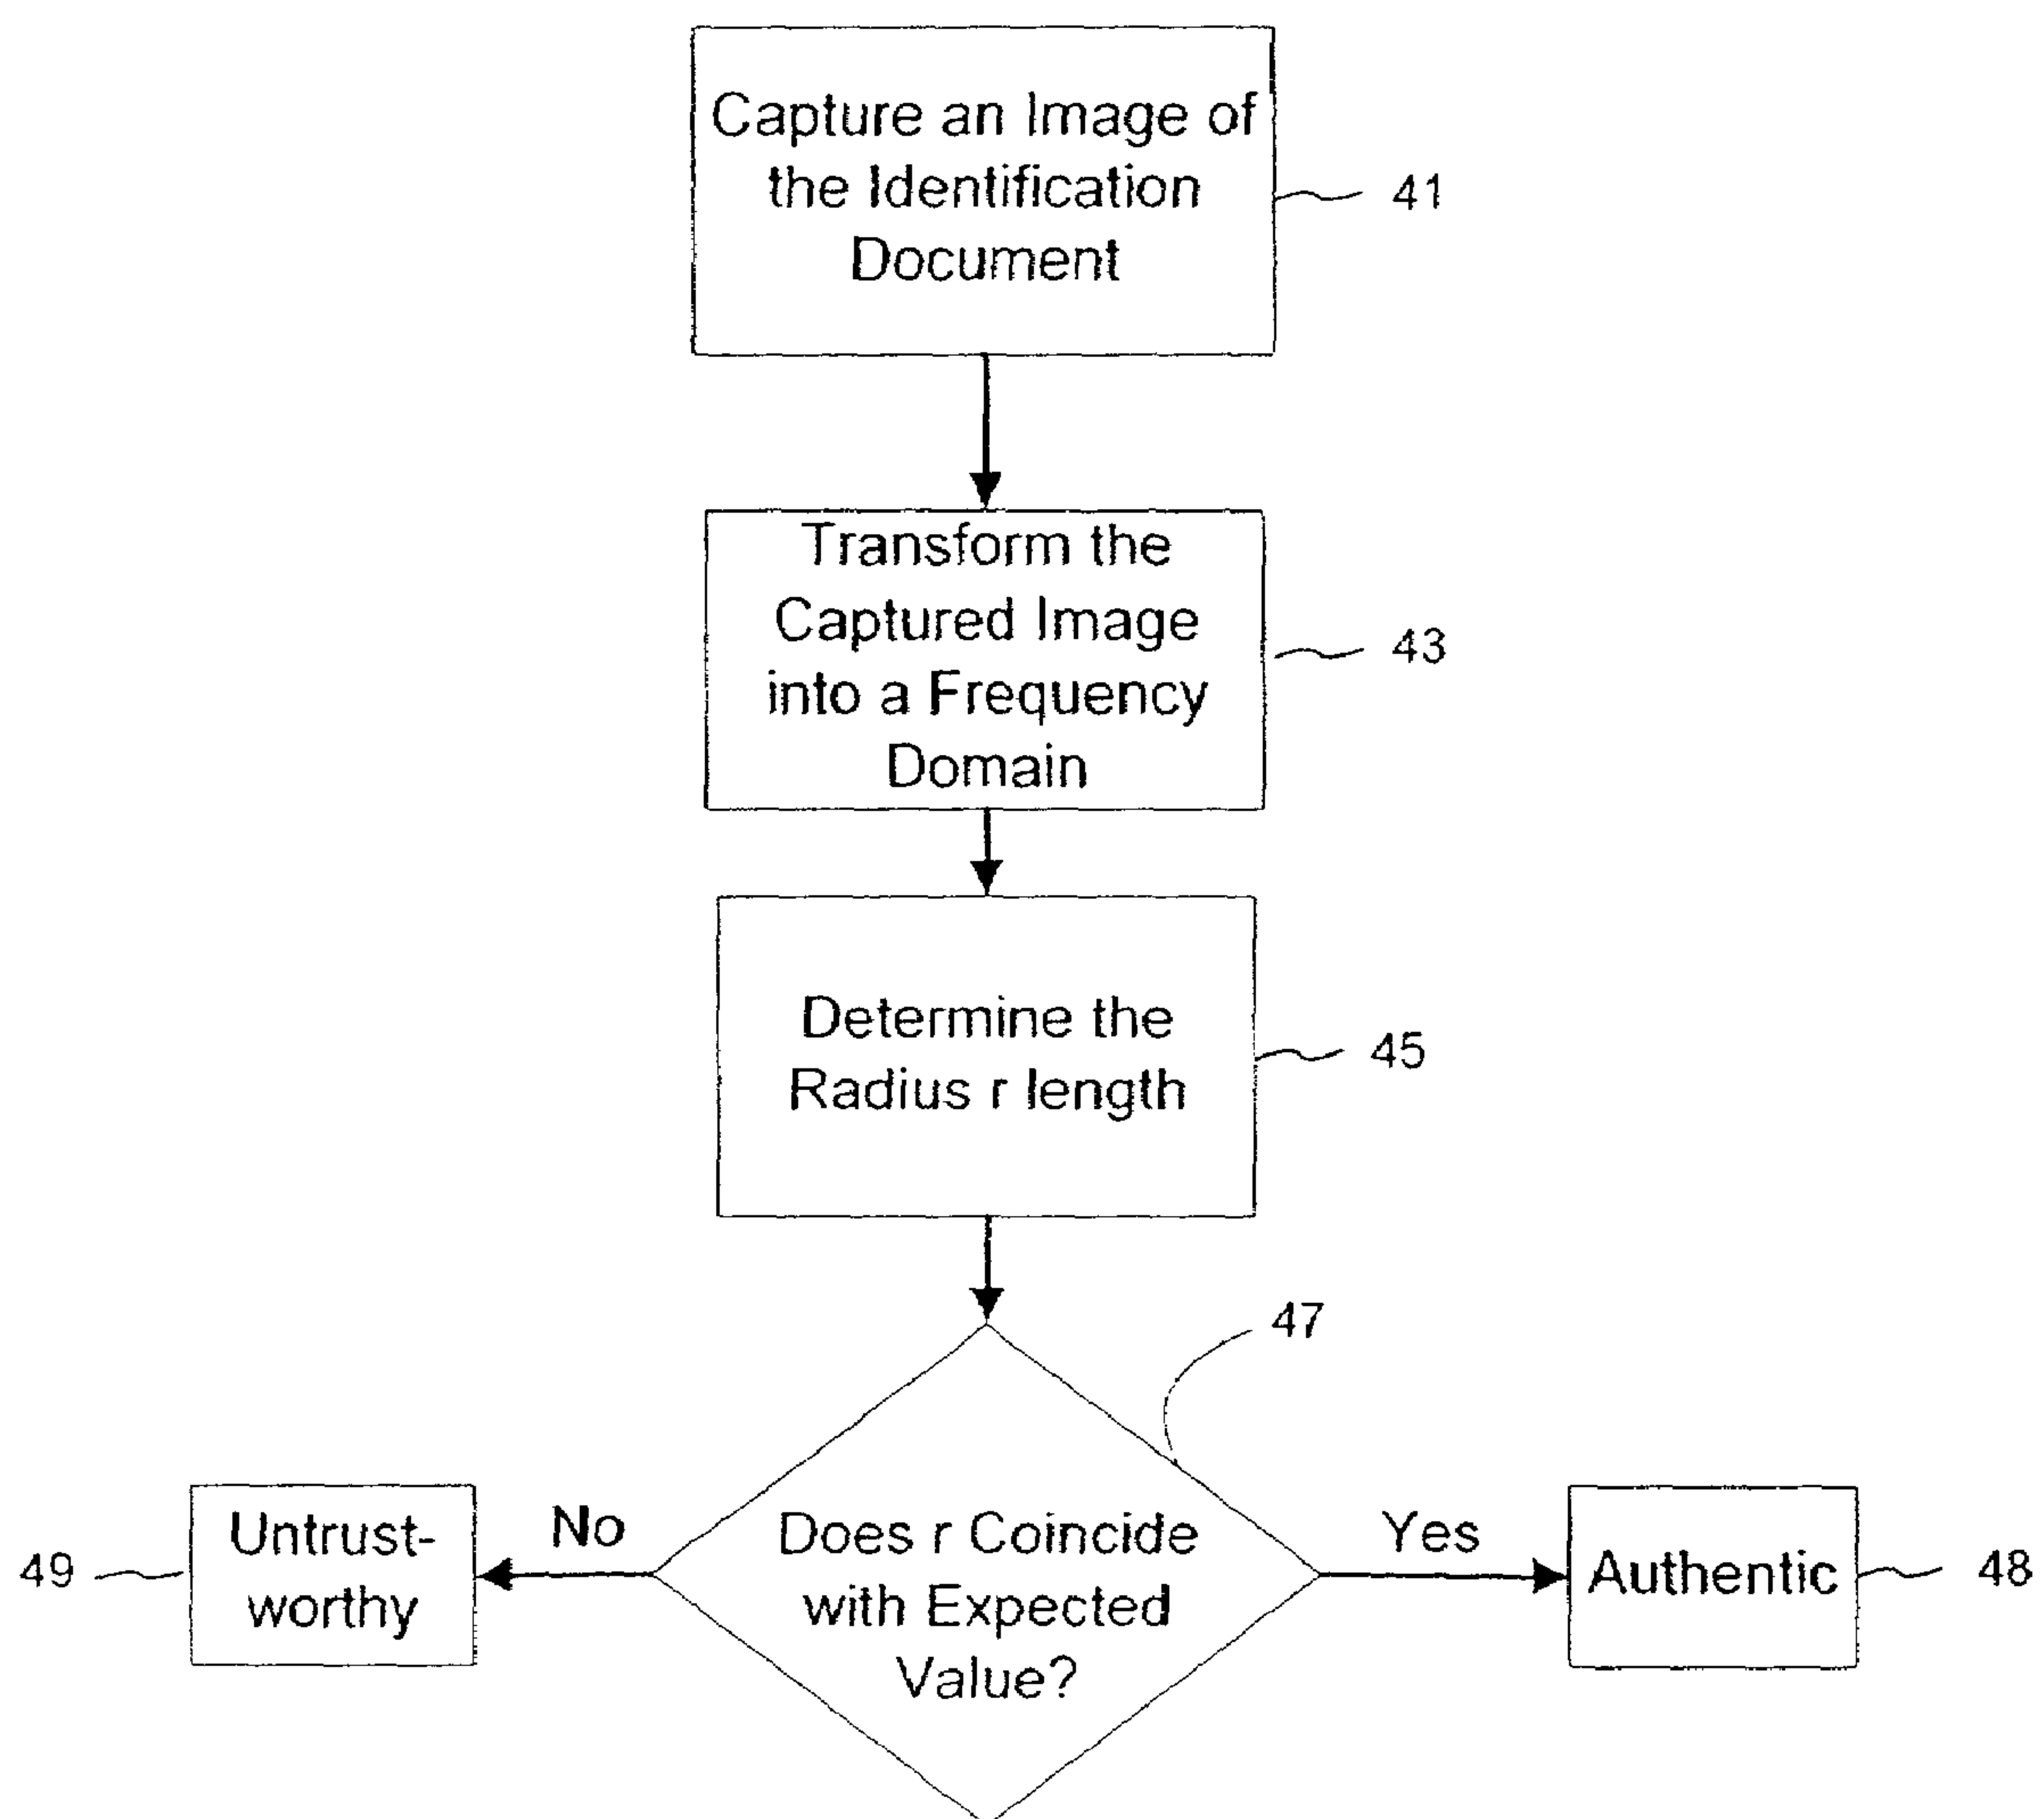 Capture an Image of
the Identification
Document
41
Transform the
Captured Image
into a Frequency
Domain
43
Determine the
Radius r length
45
47
Does r Coincide
with Expected
Value?
No
Untrust-
worthy
49
Yes
Authentic
48